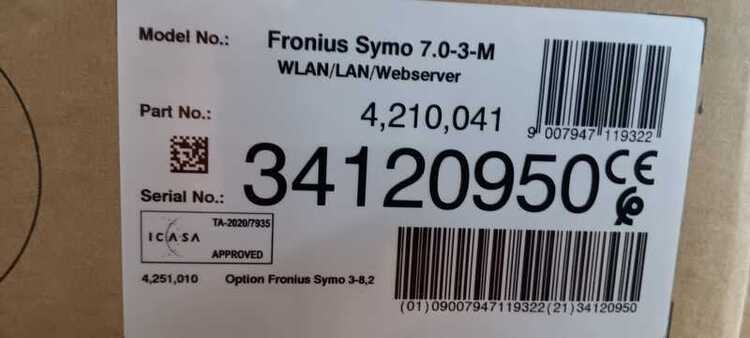 Model No.: Fronius Symo 7.0-3-M
WLAN/LAN/Webserver
Part No.: 4,210,041
9 007947 119322
Serial No.: 34120950 CE
TA-2020/7935
ICASA
APPROVED
4,251,010 Option Fronius Symo 3-8,2
(01)09007947119322(21)34120950